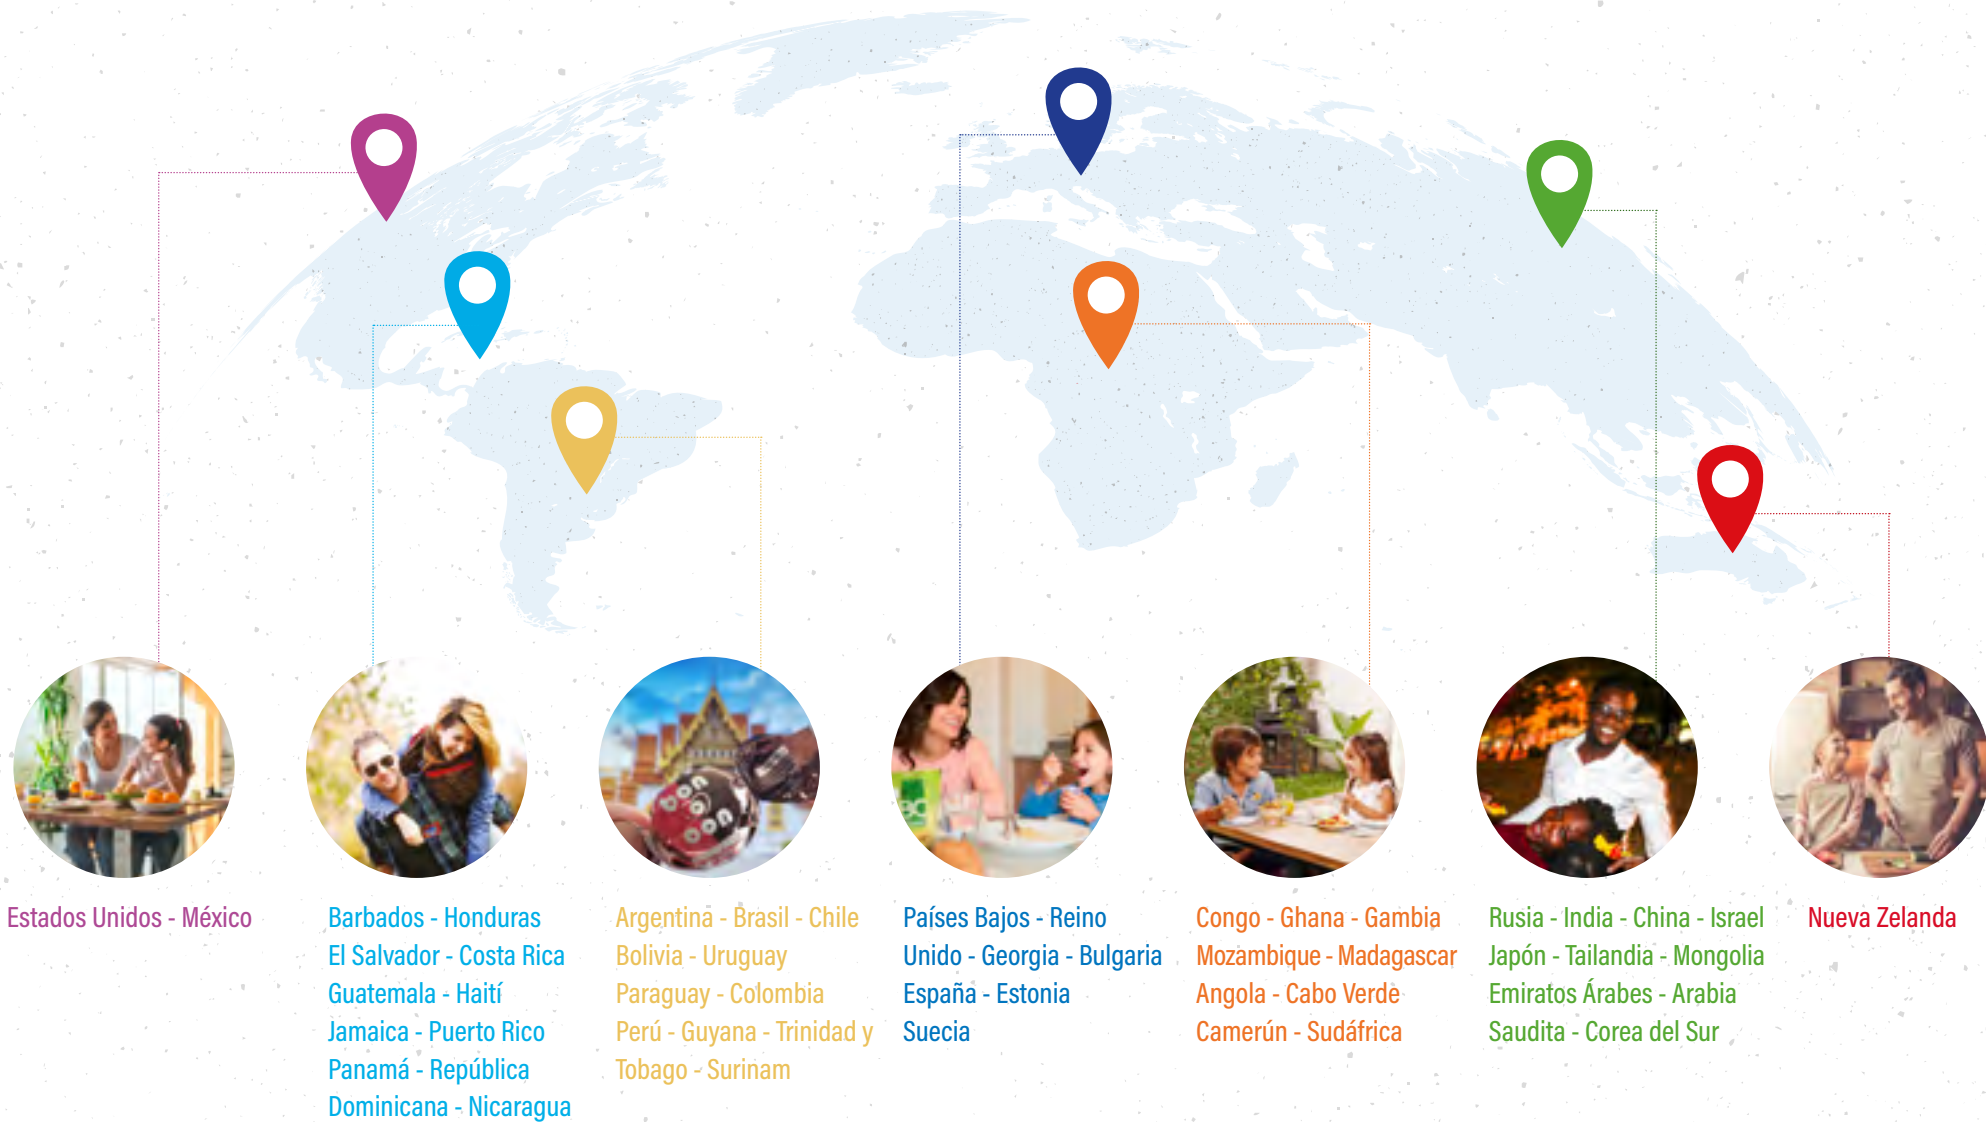 Estados Unidos - México
Barbados - Honduras
El Salvador - Costa Rica
Guatemala - Haití
Jamaica - Puerto Rico
Panamá - República
Dominicana - Nicaragua
Argentina - Brasil - Chile
Bolivia - Uruguay
Paraguay - Colombia
Perú - Guyana - Trinidad y
Tobago - Surinam
Países Bajos - Reino
Unido - Georgia - Bulgaria
España - Estonia
Suecia
Congo - Ghana - Gambia
Mozambique - Madagascar
Angola - Cabo Verde
Camerún - Sudáfrica
Rusia - India - China - Israel
Japón - Tailandia - Mongolia
Emiratos Árabes - Arabia
Saudita - Corea del Sur
Nueva Zelanda